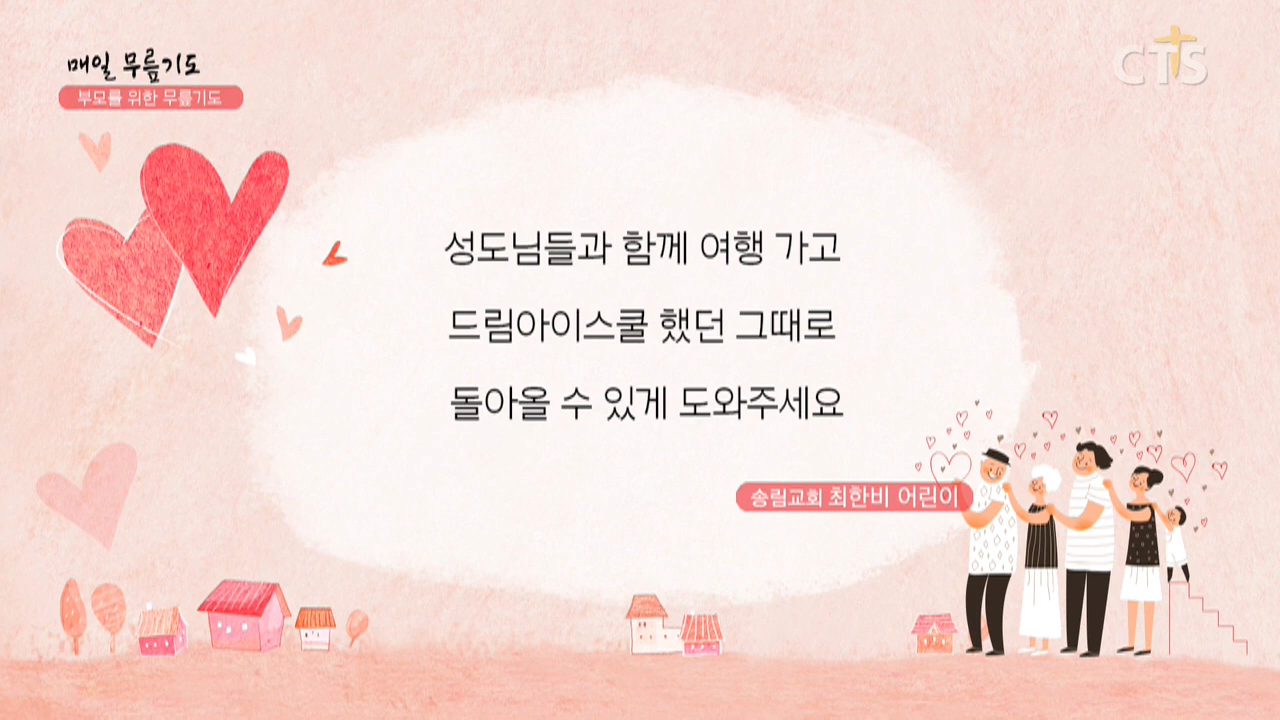 매일 무릎기도
부모를 위한 무릎기도
CTS
성도님들과 함께 여행 가고
드림아이스쿨 했던 그때로
돌아올 수 있게 도와주세요
송림교회 최한비 어린이